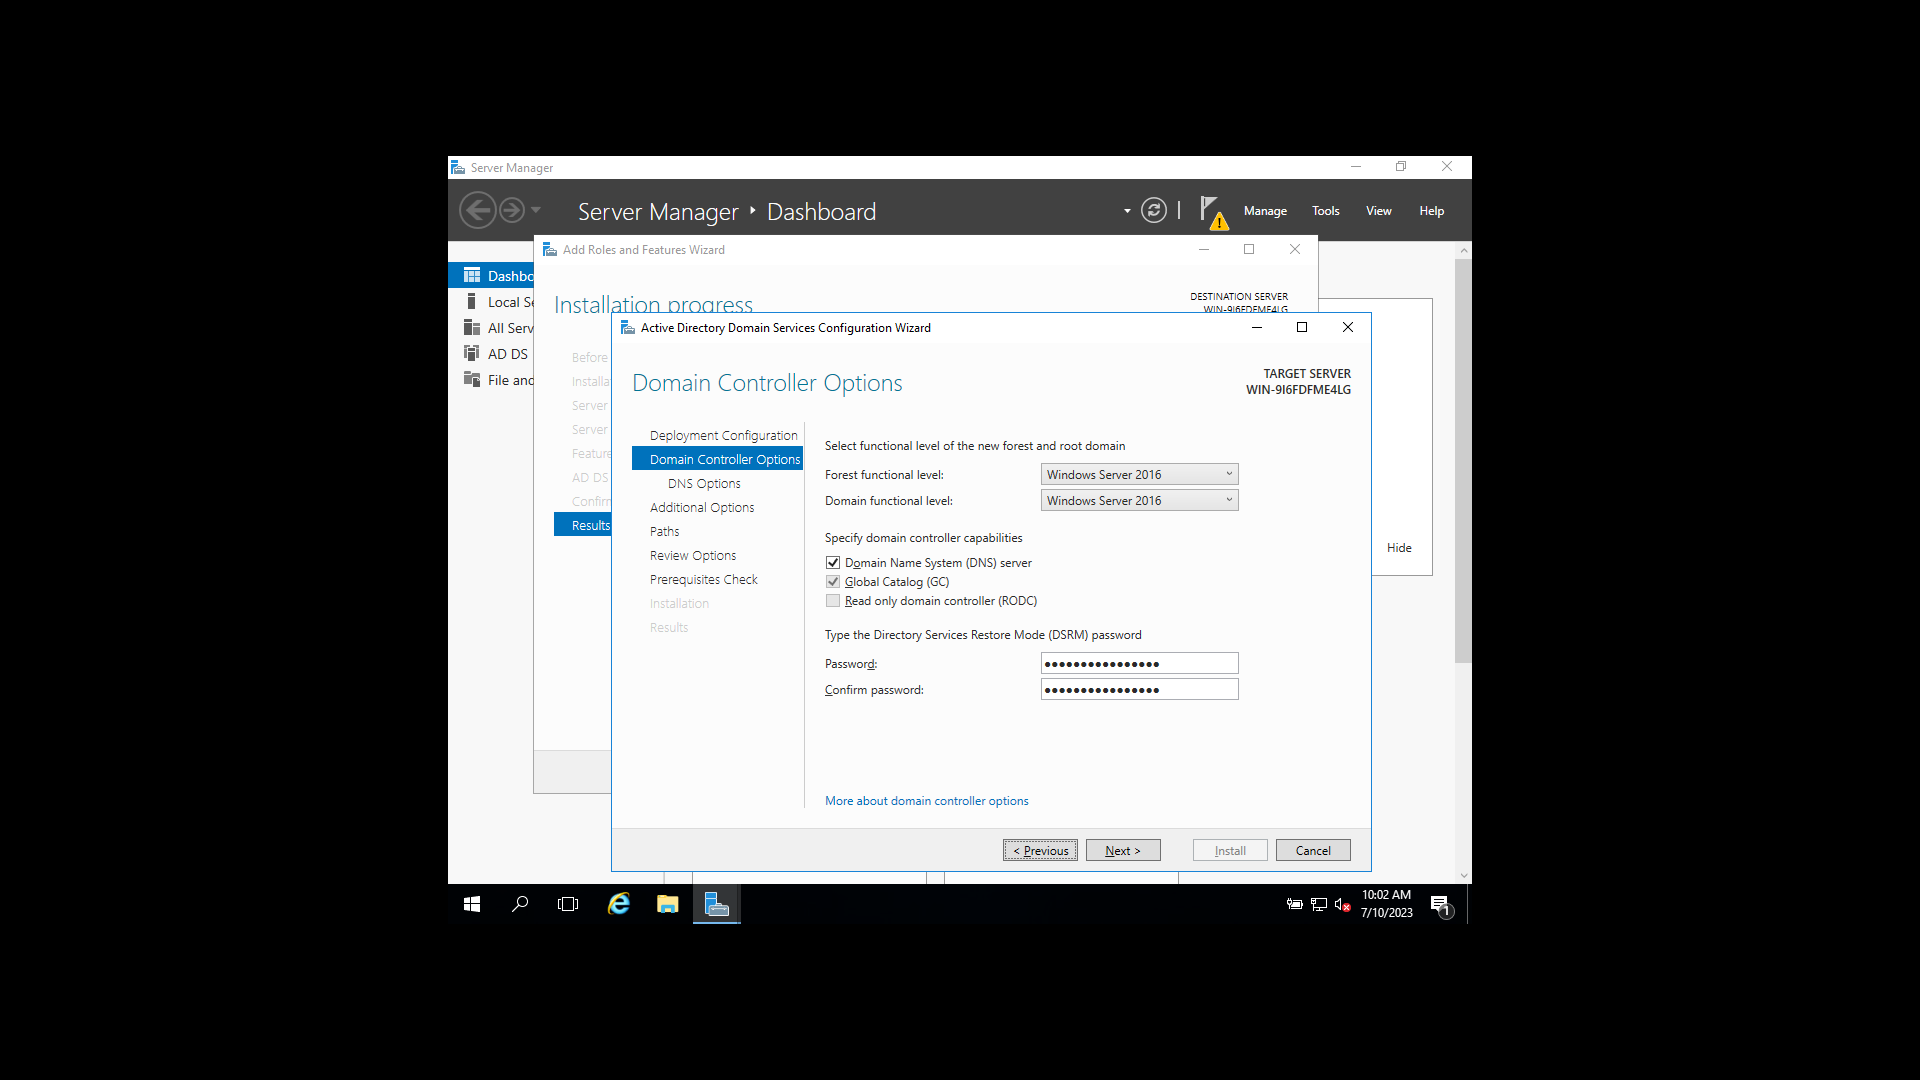 Server Manager
Server Manager Dashboard
Manage
Tools
View
Help
Add Roles and Features Wizard
Dashbo
Local Se
All Serv
AD DS
File and
Installation progress
DESTINATION SERVER
WIN-9I6FDFME4LG
Before
Installa
Server
Server
Feature
AD DS
Confirm
Results
Hide
Active Directory Domain Services Configuration Wizard
Domain Controller Options
TARGET SERVER
WIN-9I6FDFME4LG
Deployment Configuration
Domain Controller Options
DNS Options
Additional Options
Paths
Review Options
Prerequisites Check
Installation
Results
Select functional level of the new forest and root domain
Forest functional level: Windows Server 2016
Domain functional level: Windows Server 2016
Specify domain controller capabilities
Domain Name System (DNS) server
Global Catalog (GC)
Read only domain controller (RODC)
Type the Directory Services Restore Mode (DSRM) password
Password: ●●●●●●●●●●●●●●●●
Confirm password: ●●●●●●●●●●●●●●●●
More about domain controller options
< Previous
Next >
Install
Cancel
10:02 AM
7/10/2023
1